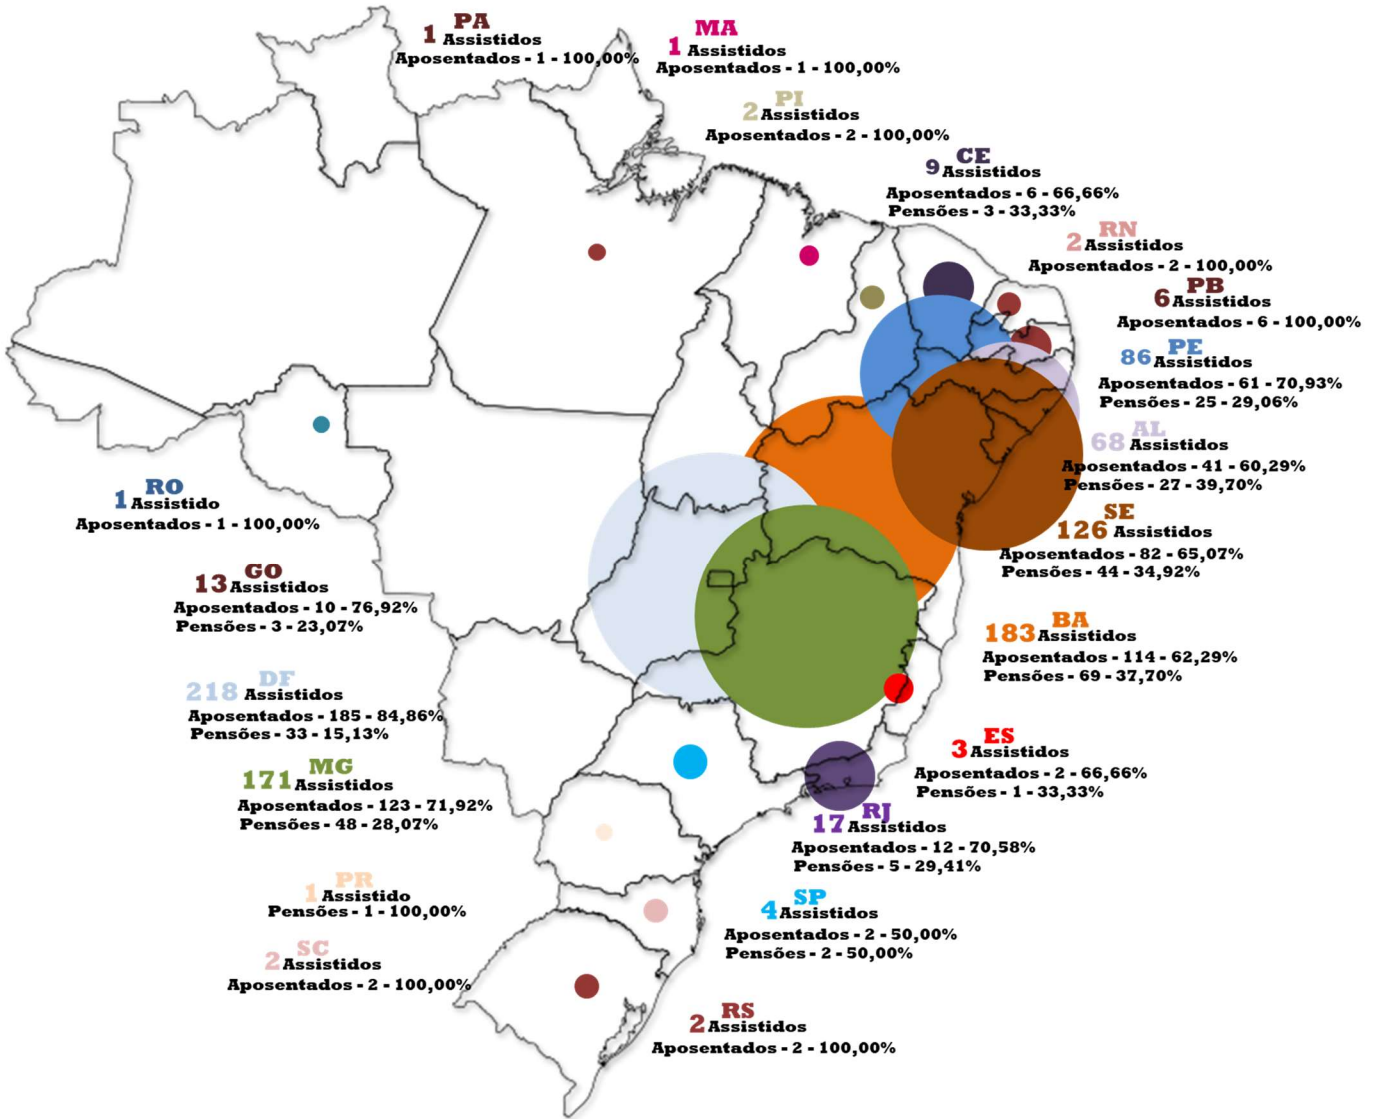 PA
1 Assistidos
Aposentados - 1 - 100,00%
MA
1 Assistidos
Aposentados - 1 - 100,00%
PI
2 Assistidos
Aposentados - 2 - 100,00%
CE
9 Assistidos
Aposentados - 6 - 66,66%
Pensões - 3 - 33,33%
RN
2 Assistidos
Aposentados - 2 - 100,00%
PB
6 Assistidos
Aposentados - 6 - 100,00%
PE
86 Assistidos
Aposentados - 61 - 70,93%
Pensões - 25 - 29,06%
AL
68 Assistidos
Aposentados - 41 - 60,29%
Pensões - 27 - 39,70%
SE
126 Assistidos
Aposentados - 82 - 65,07%
Pensões - 44 - 34,92%
BA
183 Assistidos
Aposentados - 114 - 62,29%
Pensões - 69 - 37,70%
ES
3 Assistidos
Aposentados - 2 - 66,66%
Pensões - 1 - 33,33%
RJ
17 Assistidos
Aposentados - 12 - 70,58%
Pensões - 5 - 29,41%
SP
4 Assistidos
Aposentados - 2 - 50,00%
Pensões - 2 - 50,00%
RS
2 Assistidos
Aposentados - 2 - 100,00%
RO
1 Assistido
Aposentados - 1 - 100,00%
GO
13 Assistidos
Aposentados - 10 - 76,92%
Pensões - 3 - 23,07%
DF
218 Assistidos
Aposentados - 185 - 84,86%
Pensões - 33 - 15,13%
MG
171 Assistidos
Aposentados - 123 - 71,92%
Pensões - 48 - 28,07%
PR
1 Assistido
Pensões - 1 - 100,00%
SC
2 Assistidos
Aposentados - 2 - 100,00%